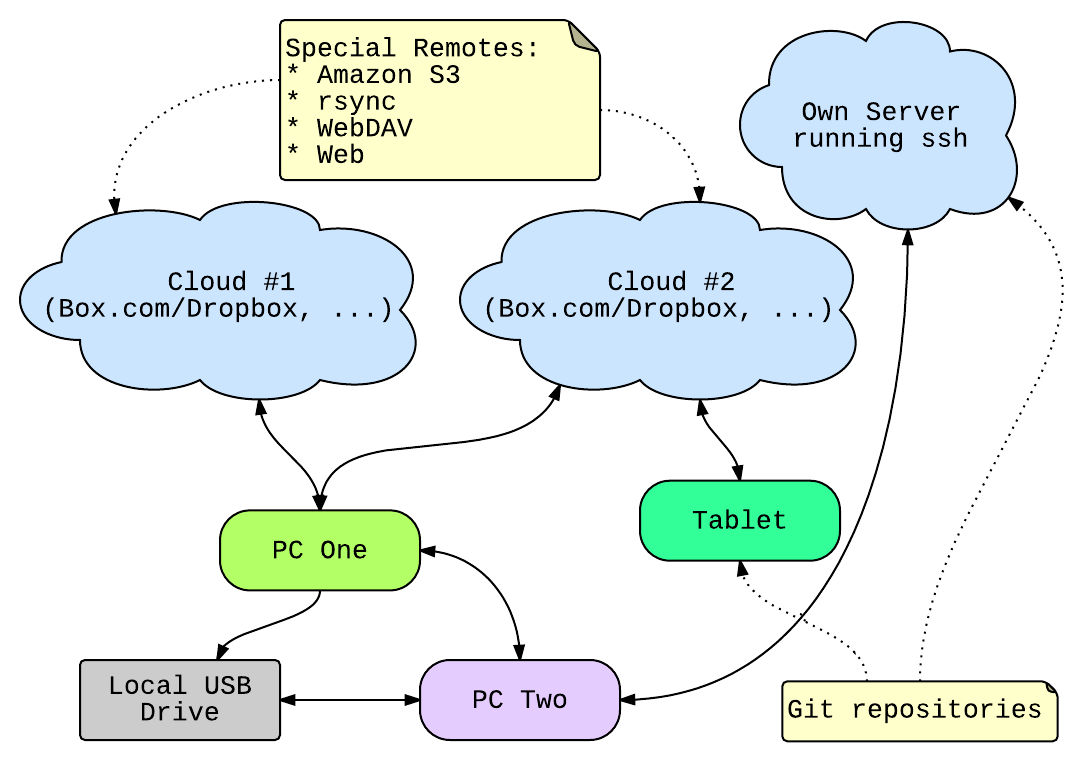 Special Remotes:
* Amazon S3
* rsync
* WebDAV
* Web
Own Server
running ssh
Cloud #1
(Box.com/Dropbox, ...)
Cloud #2
(Box.com/Dropbox, ...)
Tablet
PC One
Local USB
Drive
PC Two
Git repositories